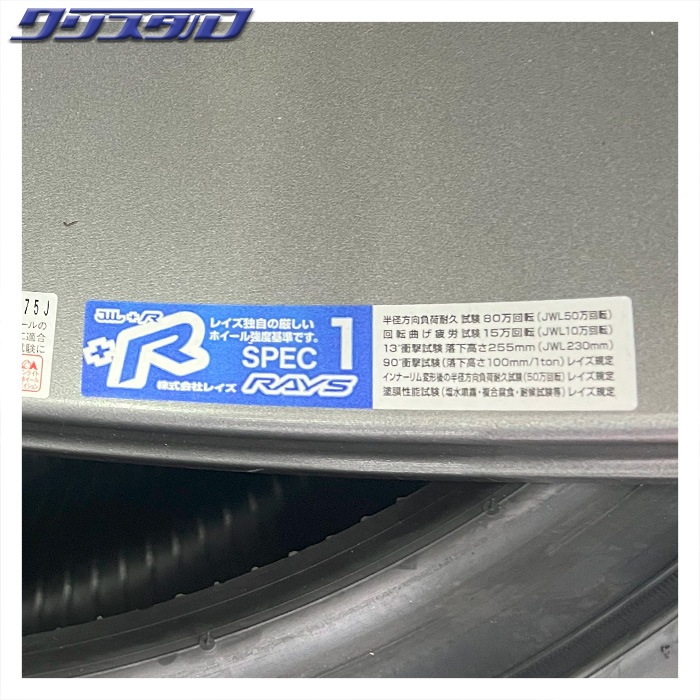 クリスタル
75J
ールの
に適合
試験に
JWL+R
+R
レイズ独自の厳しい
ホイール強度基準です。
SPEC 1
株式会社レイズ RAYS
半径方向負荷耐久 試験 80万回転(JWL50万回転)
回転曲げ疲労 試験 15万回転(JWL10万回転)
13°衝撃試験 落下高さ255mm(JWL230mm)
90°衝撃試験(落下高さ100mm/1ton)レイズ規定
インナーリム変形後の半径方向負荷耐久試験(50万回転)レイズ規定
塗膜性能試験(塩水噴霧・複合腐食・耐候試験等)レイズ規定